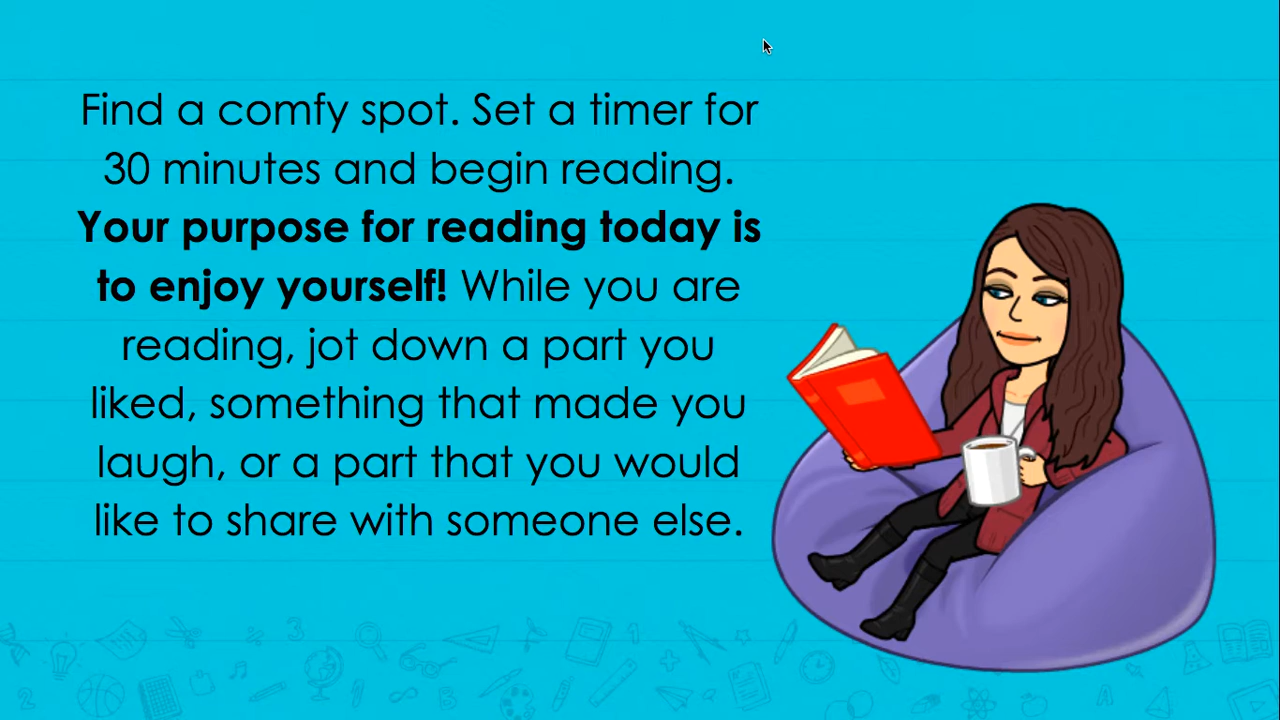 Find a comfy spot. Set a timer for
30 minutes and begin reading.
Your purpose for reading today is
to enjoy yourself! While you are
reading, jot down a part you
liked, something that made you
laugh, or a part that you would
like to share with someone else.